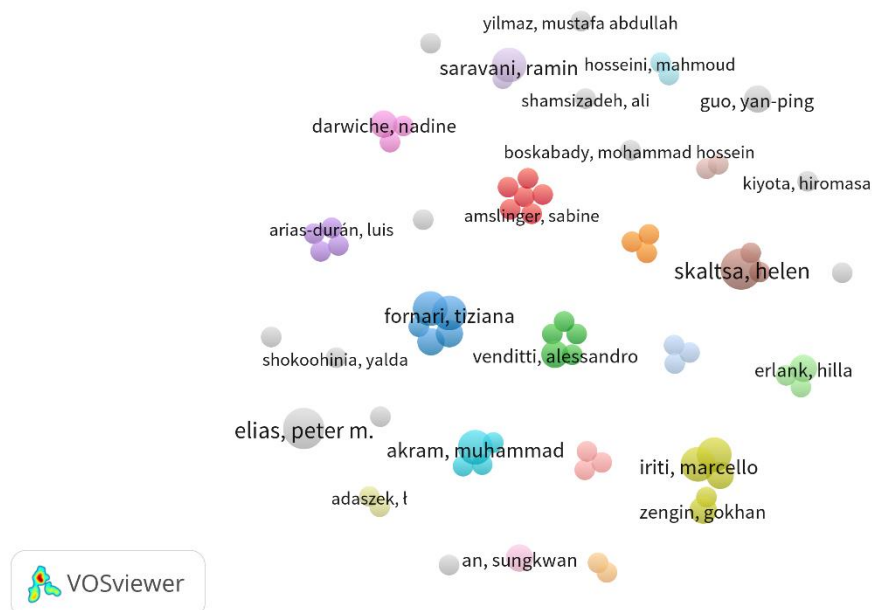 yilmaz, mustafa abdullah
saravani, ramin
hosseini, mahmoud
shamsizadeh, ali
guo, yan-ping
darwiche, nadine
boskabady, mohammad hossein
kiyota, hiromasa
amslinger, sabine
arias-durán, luis
skaltsa, helen
fornari, tiziana
venditti, alessandro
shokoohinia, yalda
erlank, hilla
elias, peter m.
akram, muhammad
iriti, marcello
adaszek, ł
zengin, gokhan
an, sungkwan
VOSviewer